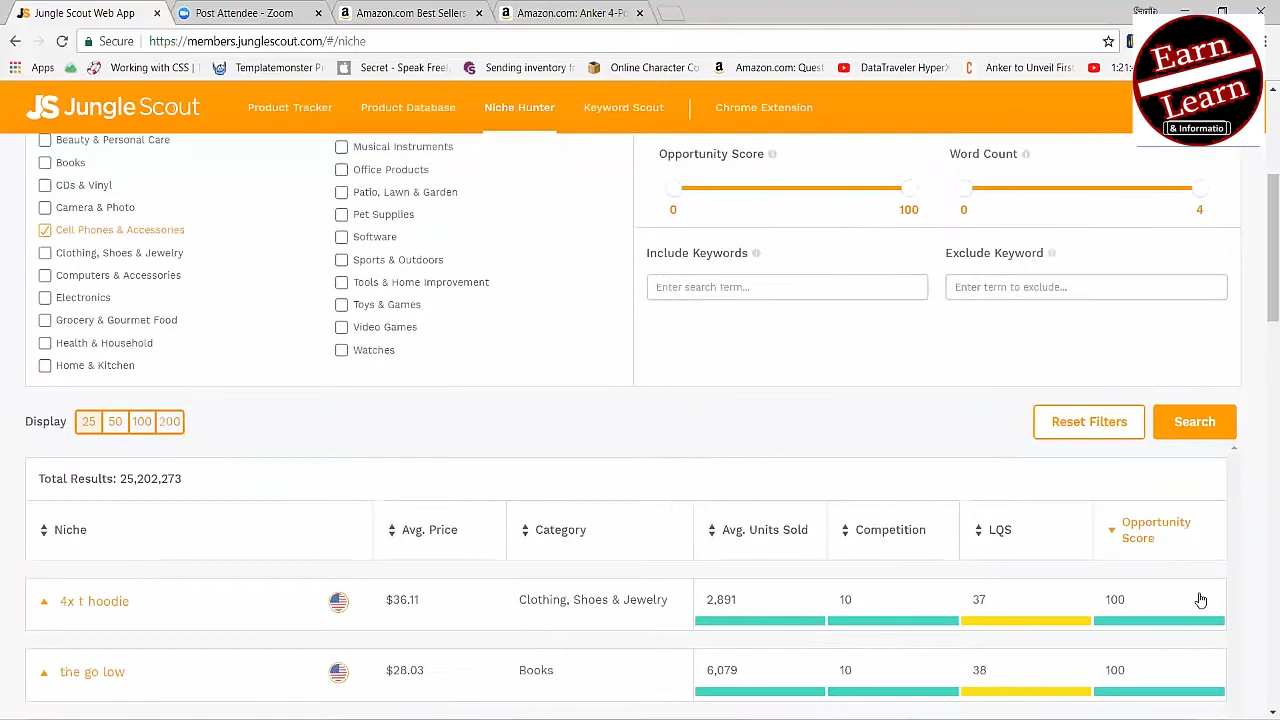 Jungle Scout Web App
Post Attendee - Zoom
Amazon.com Best Sellers
Amazon.com: Anker 4-Po
Secure
https://members.junglescout.com/#/niche
Apps
Working with CSS |
Templatemonster Pr
Secret - Speak Freel
Sending inventory f
Online Character Co
Amazon.com: Quest
DataTraveler HyperX
Anker to Unveil First
1:21:
Earn
Learn
& Informatio
JS Jungle Scout
Product Tracker
Product Database
Niche Hunter
Keyword Scout
Chrome Extension
Beauty & Personal Care
Books
CDs & Vinyl
Camera & Photo
Cell Phones & Accessories
Clothing, Shoes & Jewelry
Computers & Accessories
Electronics
Grocery & Gourmet Food
Health & Household
Home & Kitchen
Musical Instruments
Office Products
Patio, Lawn & Garden
Pet Supplies
Software
Sports & Outdoors
Tools & Home Improvement
Toys & Games
Video Games
Watches
Opportunity Score
0 100
Word Count
0 4
Include Keywords
Enter search term...
Exclude Keyword
Enter term to exclude...
Display 25 50 100 200
Reset Filters
Search
Total Results: 25,202,273
Niche Avg. Price Category Avg. Units Sold Competition LQS Opportunity Score
4x t hoodie $36.11 Clothing, Shoes & Jewelry 2,891 10 37 100
the go low $28.03 Books 6,079 10 38 100